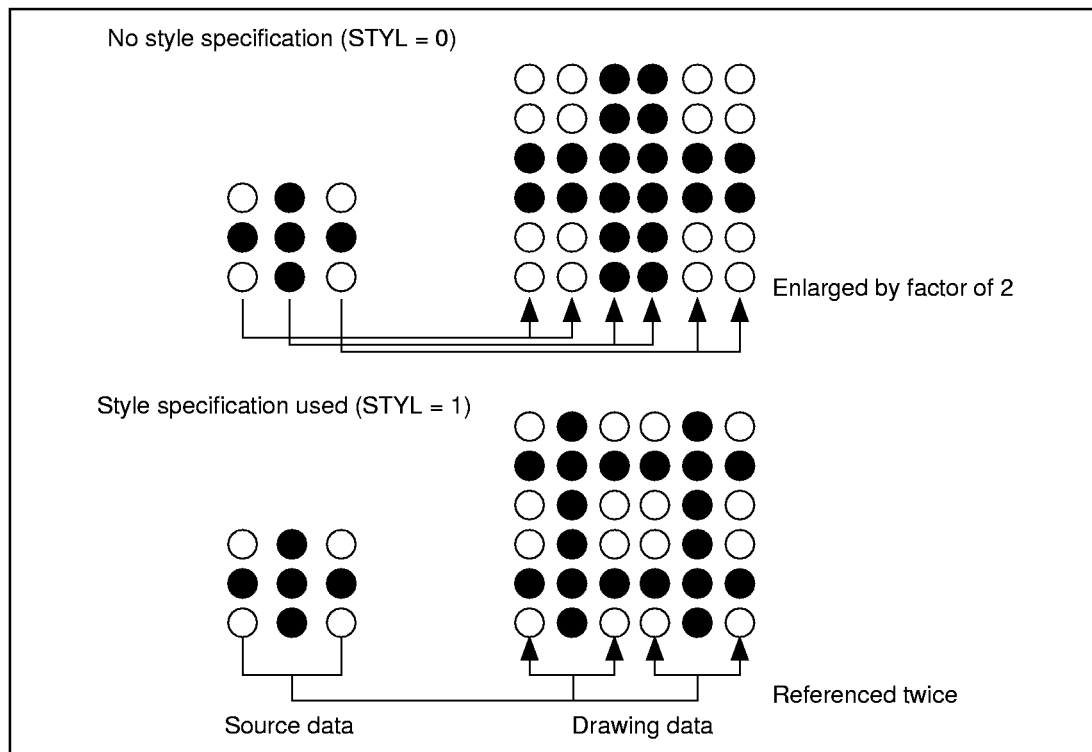 No style specification (STYL = 0)
Enlarged by factor of 2
Style specification used (STYL = 1)
Referenced twice
Source data
Drawing data